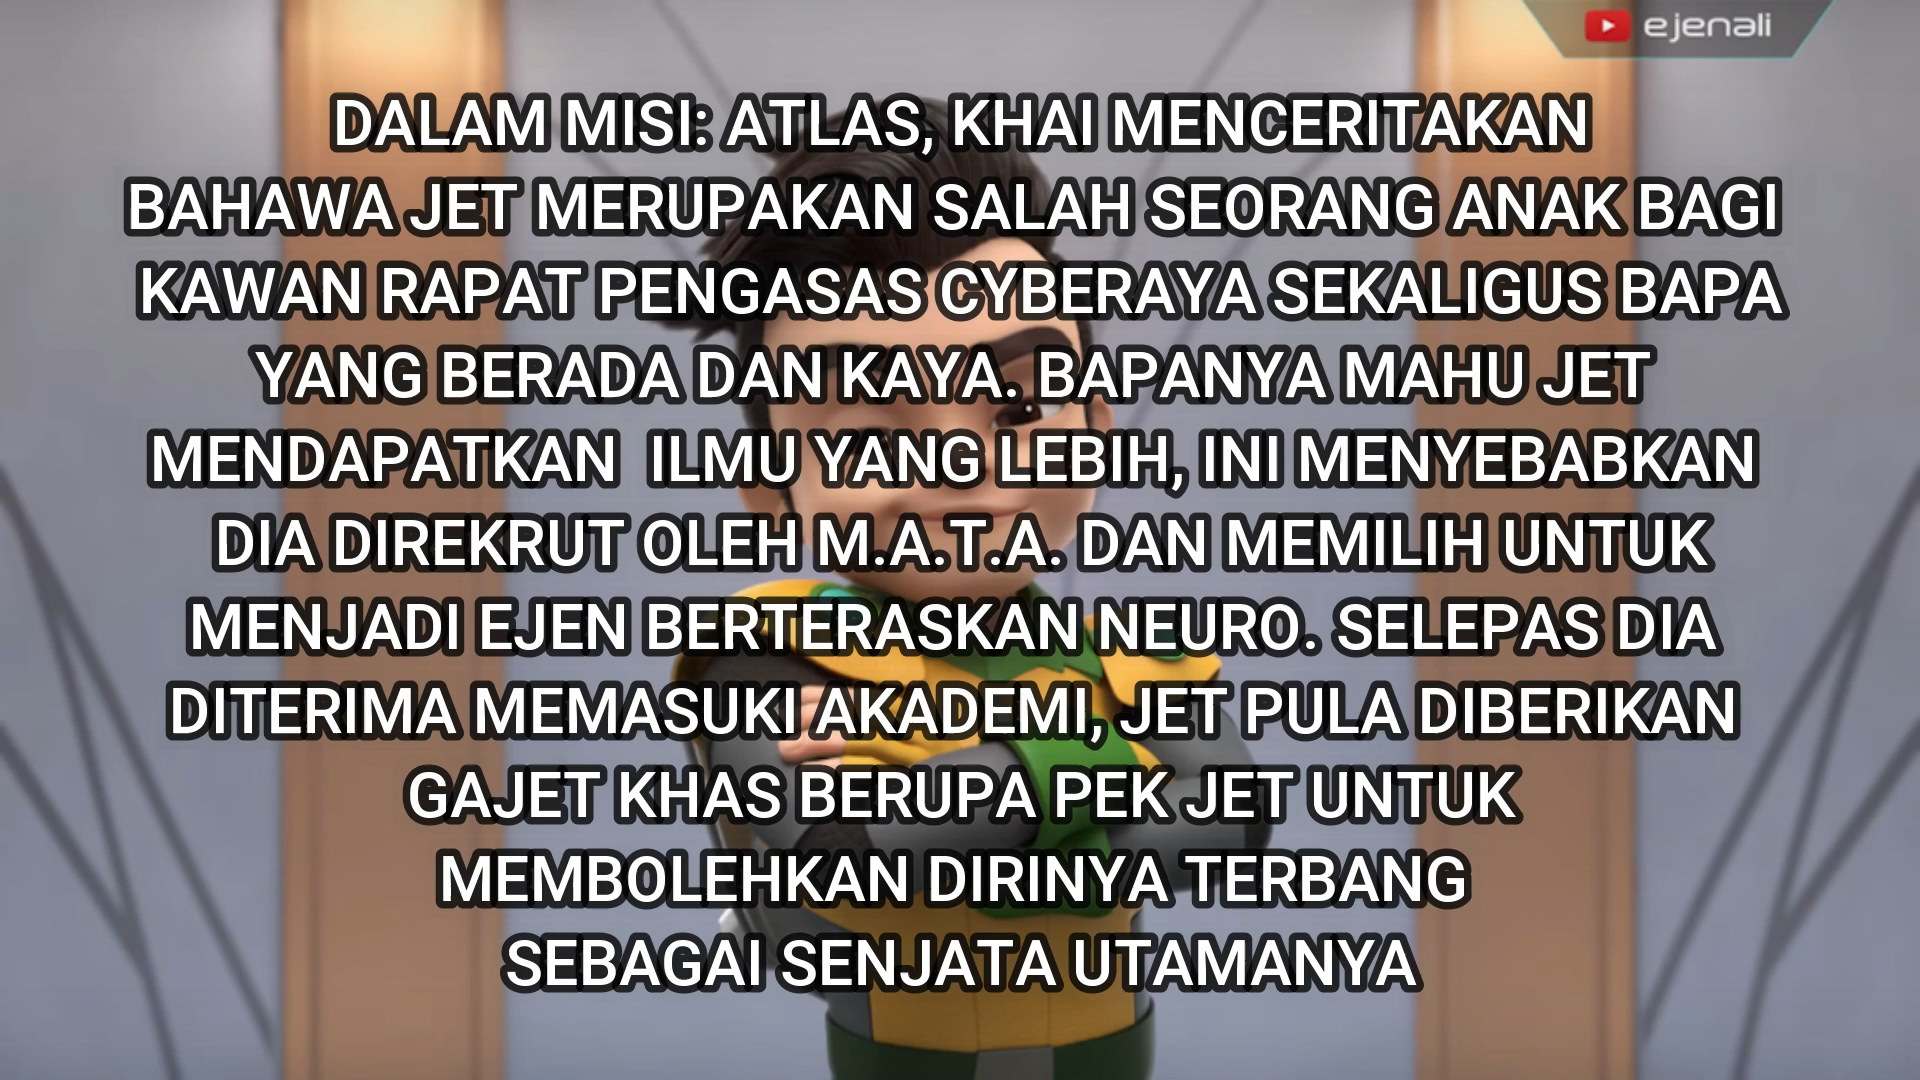 ejenali
DALAM MISI: ATLAS, KHAI MENCERITAKAN
BAHAWA JET MERUPAKAN SALAH SEORANG ANAK BAGI
KAWAN RAPAT PENGASAS CYBERAYA SEKALIGUS BAPA
YANG BERADA DAN KAYA. BAPANYA MAHU JET
MENDAPATKAN  ILMU YANG LEBIH, INI MENYEBABKAN
DIA DIREKRUT OLEH M.A.T.A. DAN MEMILIH UNTUK
MENJADI EJEN BERTERASKAN NEURO. SELEPAS DIA
DITERIMA MEMASUKI AKADEMI, JET PULA DIBERIKAN
GAJET KHAS BERUPA PEK JET UNTUK
MEMBOLEHKAN DIRINYA TERBANG
SEBAGAI SENJATA UTAMANYA